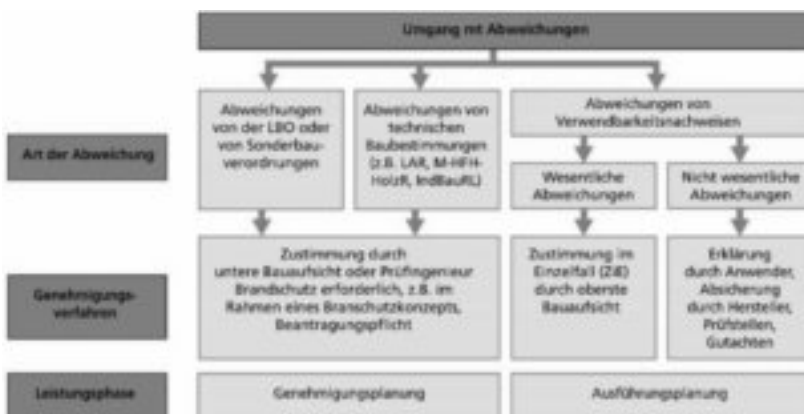 Umgang mt Abweichungen
Art der Abweichung
Abweichungen
von der LBO oder
von Sonderbau-
verordnungen
Abweichungen von
technischen
Baubestimmungen
(z.B. LAR, M-HFH-
HolzR, IndBauRL)
Abweichungen von
Verwendbarkeitsnachweisen
Wesentliche
Abweichungen
Nicht wesentliche
Abweichungen
Genehmigungs-
verfahren
Zustimmung durch
untere Bauaufsicht oder Prüfingenieur
Brandschutz erforderlich, z.B. im
Rahmen eines Branschutzkonzepts,
Beantragungspflicht
Zustimmung im
Einzelfall (ZiE)
durch oberste
Bauaufsicht
Erklärung
durch Anwender,
Absicherung
durch Hersteller,
Prüfstellen,
Gutachten
Leistungsphase
Genehmigungsplanung
Ausführungsplanung